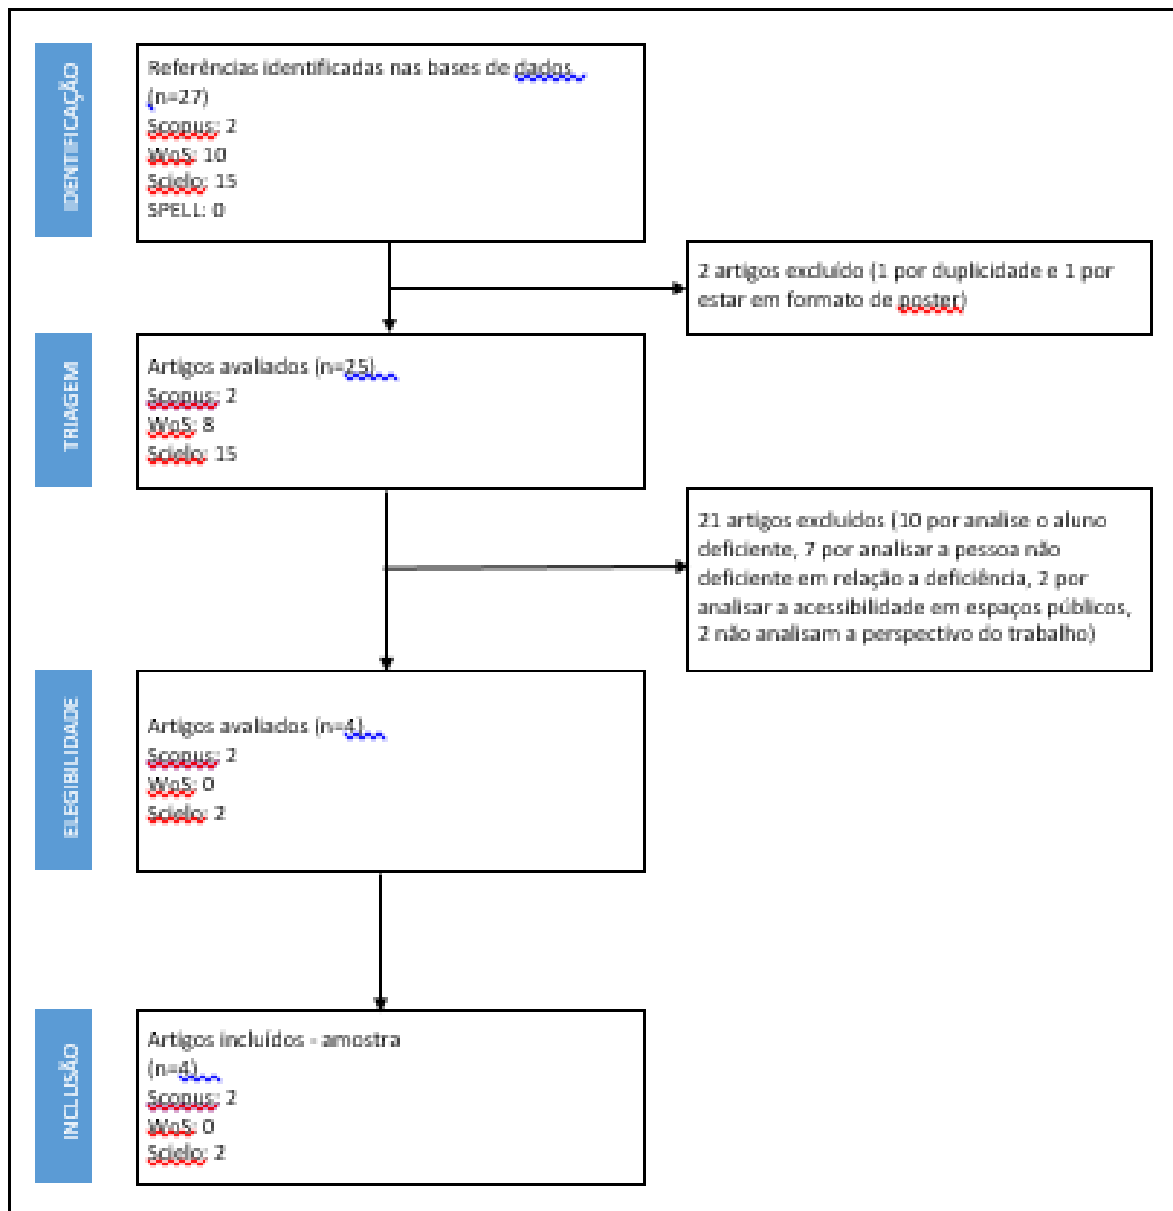 IDENTIFICAÇÃO
Referências identificadas nas bases de dados
(n=27)
Scopus: 2
WoS: 10
Scielo: 15
SPELL: 0
2 artigos excluído (1 por duplicidade e 1 por
estar em formato de poster)
TRIAGEM
Artigos avaliados (n=25)
Scopus: 2
WoS: 8
Scielo: 15
21 artigos excluídos (10 por analise o aluno
deficiente, 7 por analisar a pessoa não
deficiente em relação a deficiência, 2 por
analisar a acessibilidade em espaços públicos,
2 não analisam a perspectivo do trabalho)
ELEGIBILIDADE
Artigos avaliados (n=4)
Scopus: 2
WoS: 0
Scielo: 2
INCLUSÃO
Artigos incluídos - amostra
(n=4)
Scopus: 2
WoS: 0
Scielo: 2